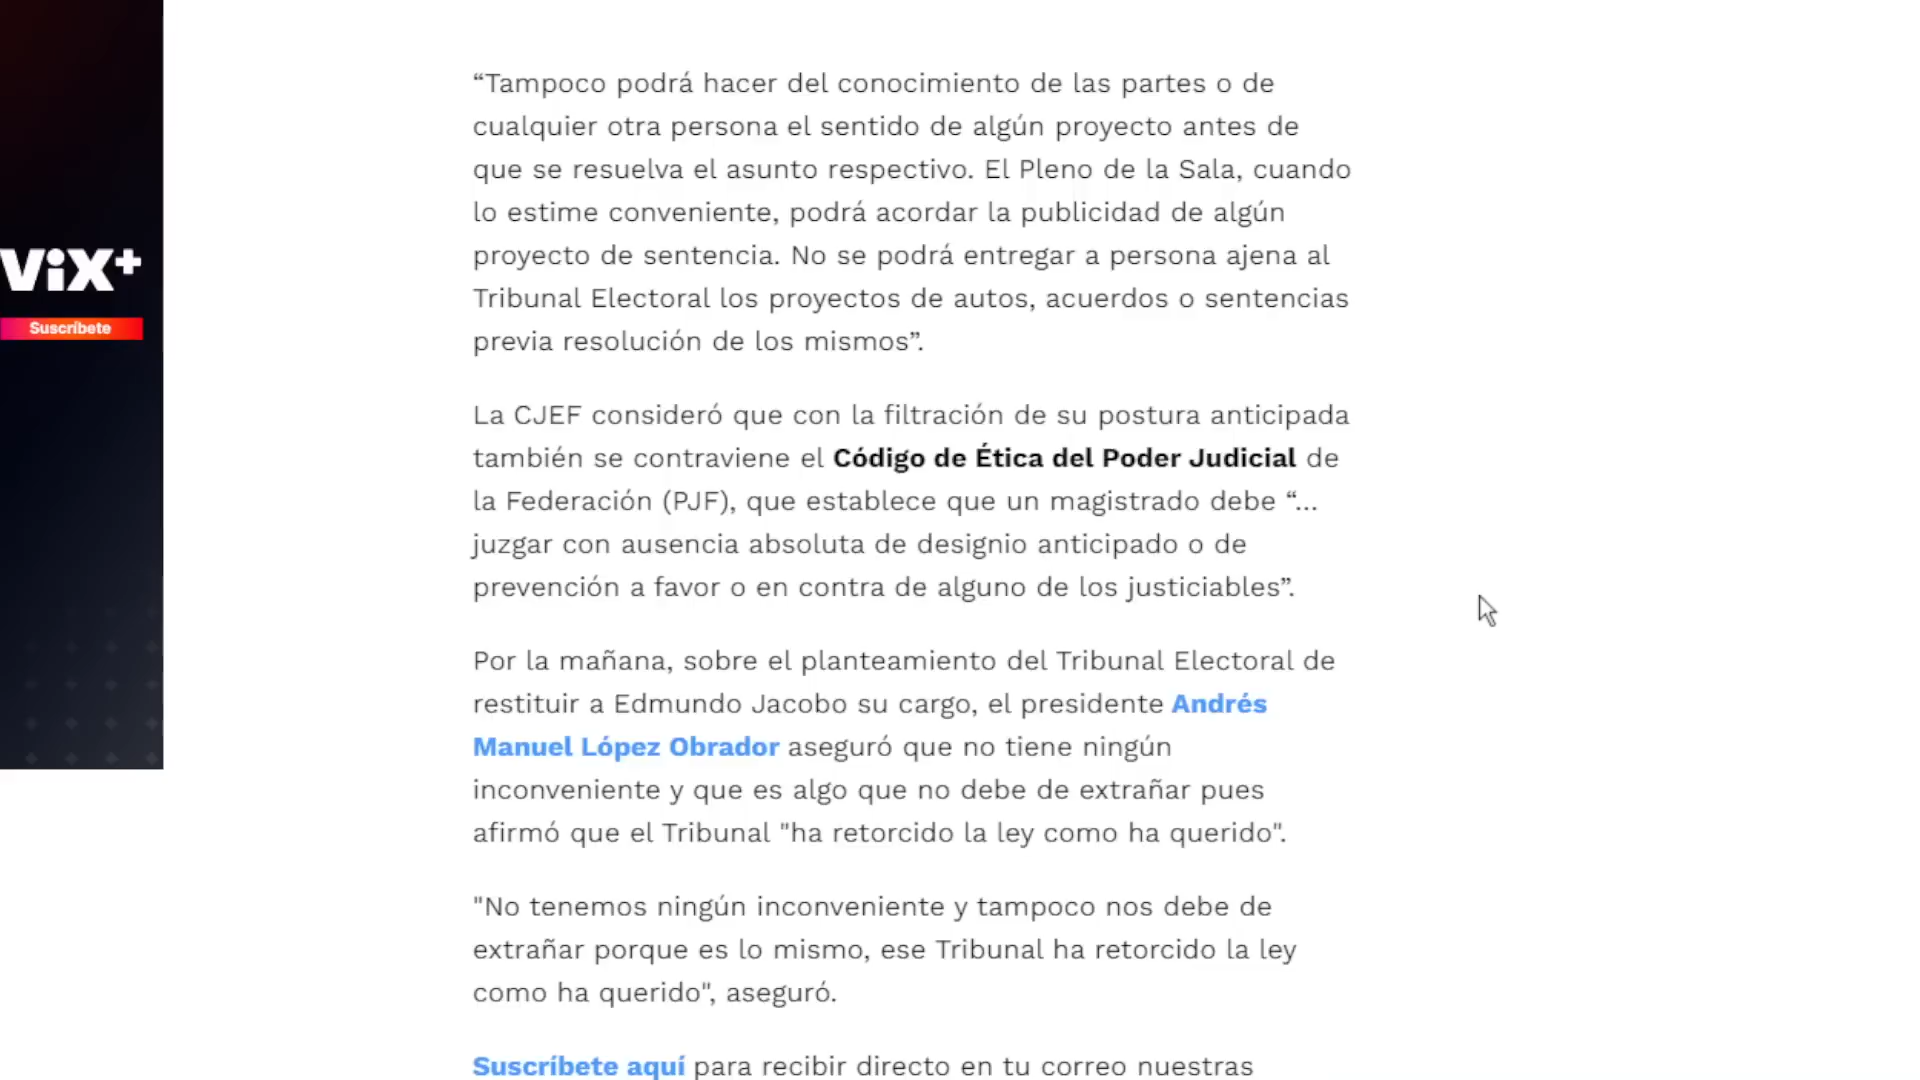 ViX+
Suscríbete
“Tampoco podrá hacer del conocimiento de las partes o de
cualquier otra persona el sentido de algún proyecto antes de
que se resuelva el asunto respectivo. El Pleno de la Sala, cuando
lo estime conveniente, podrá acordar la publicidad de algún
proyecto de sentencia. No se podrá entregar a persona ajena al
Tribunal Electoral los proyectos de autos, acuerdos o sentencias
previa resolución de los mismos”.
La CJEF consideró que con la filtración de su postura anticipada
también se contraviene el Código de Ética del Poder Judicial de
la Federación (PJF), que establece que un magistrado debe “...
juzgar con ausencia absoluta de designio anticipado o de
prevención a favor o en contra de alguno de los justiciables”.
Por la mañana, sobre el planteamiento del Tribunal Electoral de
restituir a Edmundo Jacobo su cargo, el presidente Andrés
Manuel López Obrador aseguró que no tiene ningún
inconveniente y que es algo que no debe de extrañar pues
afirmó que el Tribunal "ha retorcido la ley como ha querido".
"No tenemos ningún inconveniente y tampoco nos debe de
extrañar porque es lo mismo, ese Tribunal ha retorcido la ley
como ha querido", aseguró.
Suscríbete aquí para recibir directo en tu correo nuestras